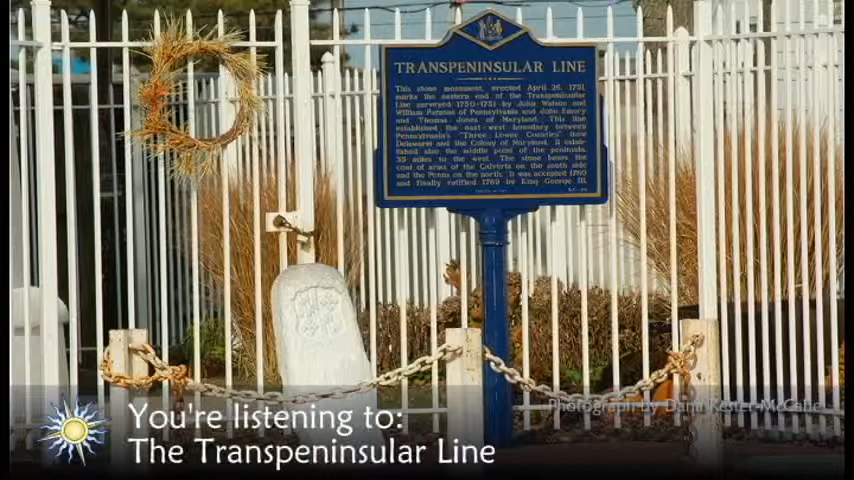 TRANSPENINSULAR LINE
This stone monument, erected April 26, 1751,
marks the eastern end of the Transpeninsular
Line surveyed 1750-1751 by John Watson and
William Parsons of Pennsylvania and John Emory
and Thomas Jones of Maryland. This line
established the east-west boundary between
Pennsylvania's "Three Lower Counties" (now
Delaware) and the Colony of Maryland. It estab-
lished also the middle point of the peninsula,
35 miles to the west. The stone bears the
coat of arms of the Calverts on the south side
and the Penns on the north. It was accepted 1760
and finally ratified 1769 by King George III.
Photograph by Dana Kester-McCabe
You're listening to:
The Transpeninsular Line